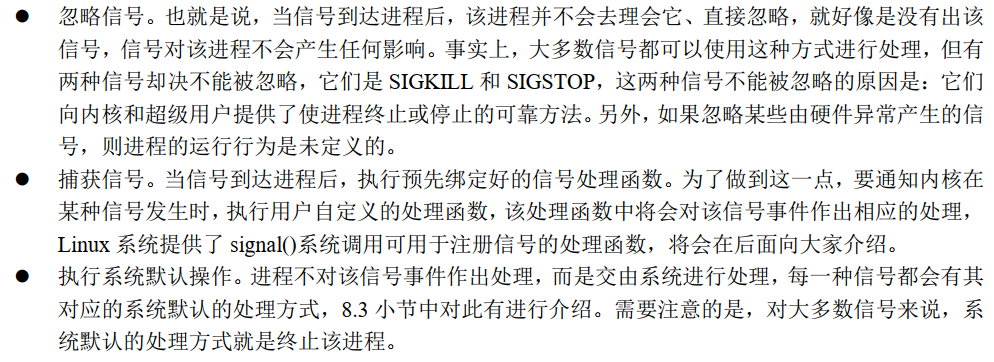 ● 忽略信号。也就是说，当信号到达进程后，该进程并不会去理会它、直接忽略，就好像是没有出该
信号，信号对该进程不会产生任何影响。事实上，大多数信号都可以使用这种方式进行处理，但有
两种信号却决不能被忽略，它们是 SIGKILL 和 SIGSTOP，这两种信号不能被忽略的原因是：它们
向内核和超级用户提供了使进程终止或停止的可靠方法。另外，如果忽略某些由硬件异常产生的信
号，则进程的运行行为是未定义的。
● 捕获信号。当信号到达进程后，执行预先绑定好的信号处理函数。为了做到这一点，要通知内核在
某种信号发生时，执行用户自定义的处理函数，该处理函数中将会对该信号事件作出相应的处理，
Linux 系统提供了 signal()系统调用可用于注册信号的处理函数，将会在后面向大家介绍。
● 执行系统默认操作。进程不对该信号事件作出处理，而是交由系统进行处理，每一种信号都会有其
对应的系统默认的处理方式，8.3 小节中对此有进行介绍。需要注意的是，对大多数信号来说，系
统默认的处理方式就是终止该进程。